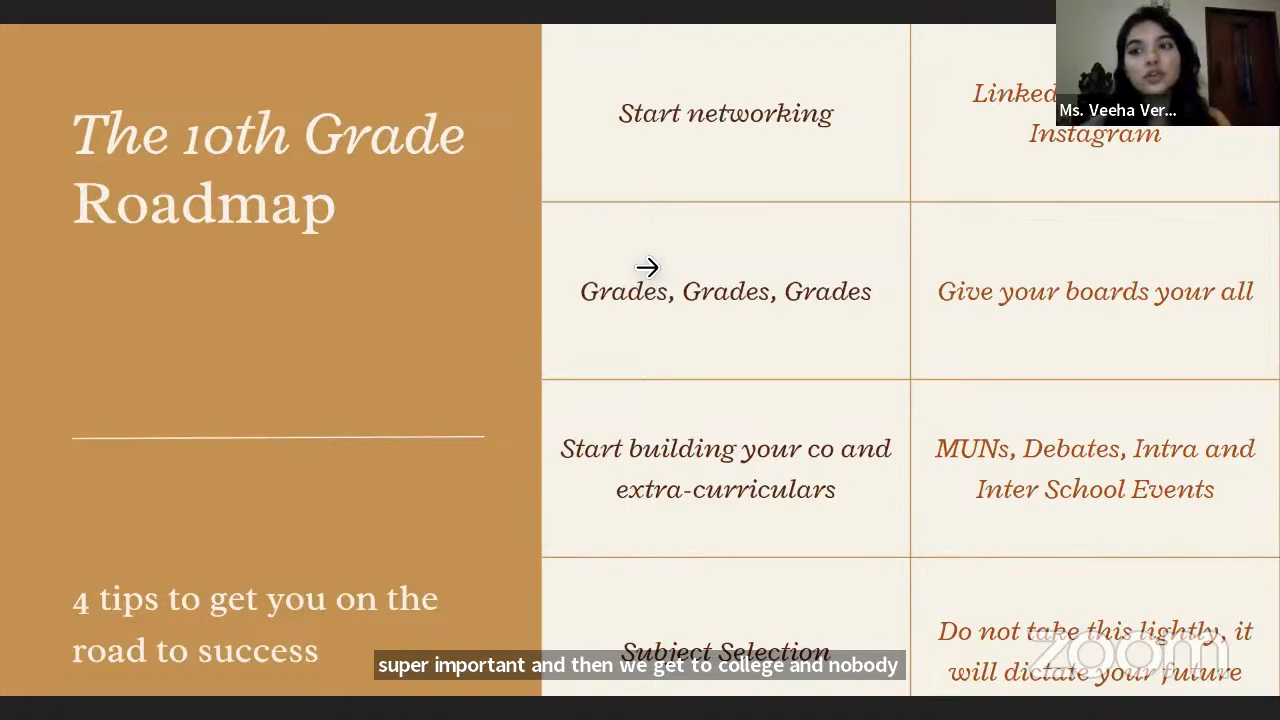 The 10th Grade
Roadmap
4 tips to get you on the
road to success
Start networking
Linked
Instagram
Grades, Grades, Grades
Give your boards your all
Start building your co and
extra-curriculars
MUNs, Debates, Intra and
Inter School Events
Subject Selection
Do not take this lightly, it
will dictate your future
Ms. Veeha Ver...
super important and then we get to college and nobody
zoom